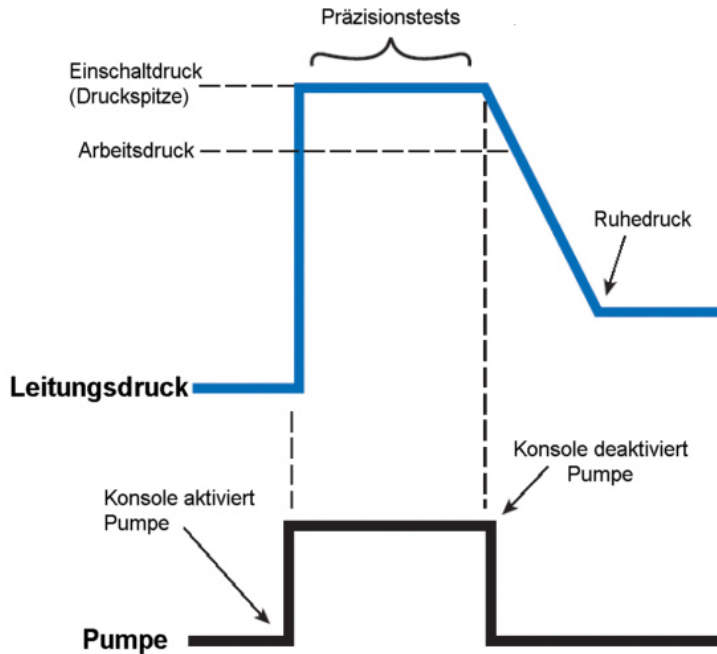 Präzisionstests
Einschaltdruck
(Druckspitze)
Arbeitsdruck
Ruhedruck
Leitungsdruck
Konsole deaktiviert
Pumpe
Konsole aktiviert
Pumpe
Pumpe